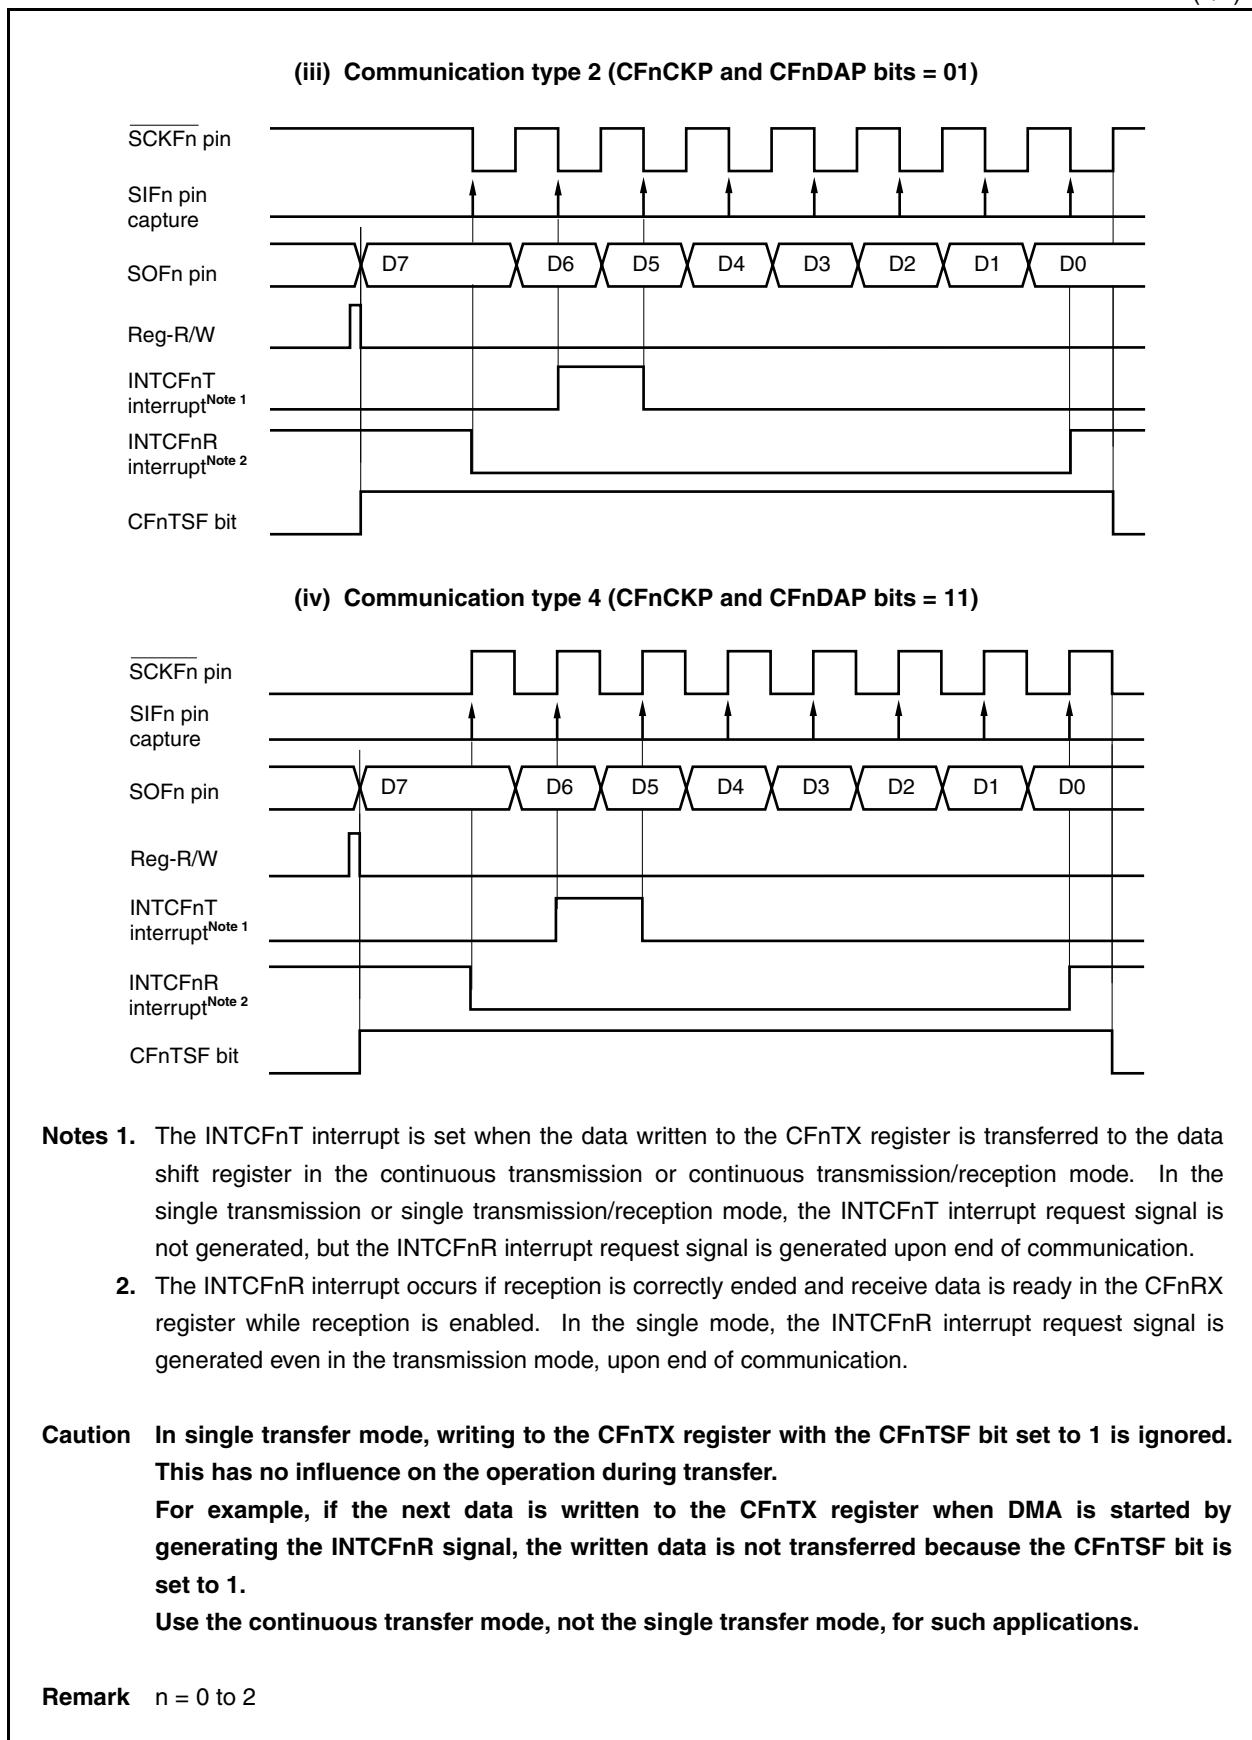 (iii) Communication type 2 (CFnCKP and CFnDAP bits = 01)
SCKFn pin
SIFn pin
capture
SOFn pin
D7 D6 D5 D4 D3 D2 D1 D0
Reg-R/W
INTCFnT
interruptNote 1
INTCFnR
interruptNote 2
CFnTSF bit
(iv) Communication type 4 (CFnCKP and CFnDAP bits = 11)
SCKFn pin
SIFn pin
capture
SOFn pin
D7 D6 D5 D4 D3 D2 D1 D0
Reg-R/W
INTCFnT
interruptNote 1
INTCFnR
interruptNote 2
CFnTSF bit
Notes 1. The INTCFnT interrupt is set when the data written to the CFnTX register is transferred to the data
shift register in the continuous transmission or continuous transmission/reception mode. In the
single transmission or single transmission/reception mode, the INTCFnT interrupt request signal is
not generated, but the INTCFnR interrupt request signal is generated upon end of communication.
2. The INTCFnR interrupt occurs if reception is correctly ended and receive data is ready in the CFnRX
register while reception is enabled. In the single mode, the INTCFnR interrupt request signal is
generated even in the transmission mode, upon end of communication.
Caution In single transfer mode, writing to the CFnTX register with the CFnTSF bit set to 1 is ignored.
This has no influence on the operation during transfer.
For example, if the next data is written to the CFnTX register when DMA is started by
generating the INTCFnR signal, the written data is not transferred because the CFnTSF bit is
set to 1.
Use the continuous transfer mode, not the single transfer mode, for such applications.
Remark n = 0 to 2